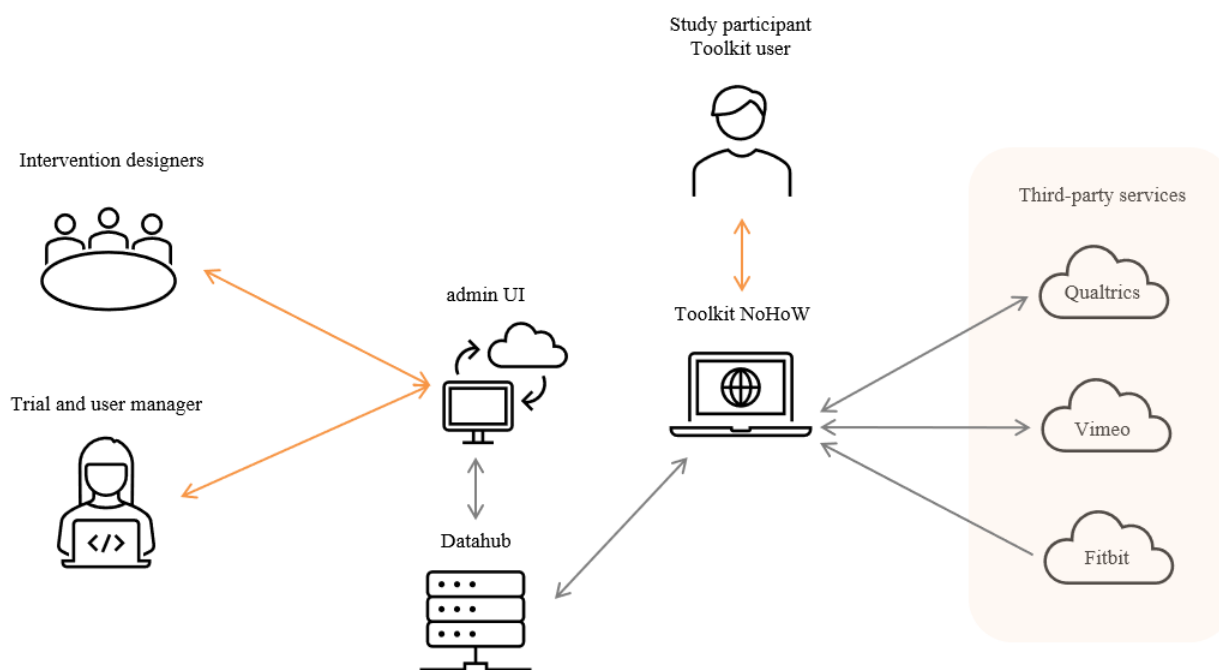 Study participant
Toolkit user
Intervention designers
Third-party services
admin UI
Toolkit NoHoW
Qualtrics
Trial and user manager
Vimeo
</>
Datahub
Fitbit